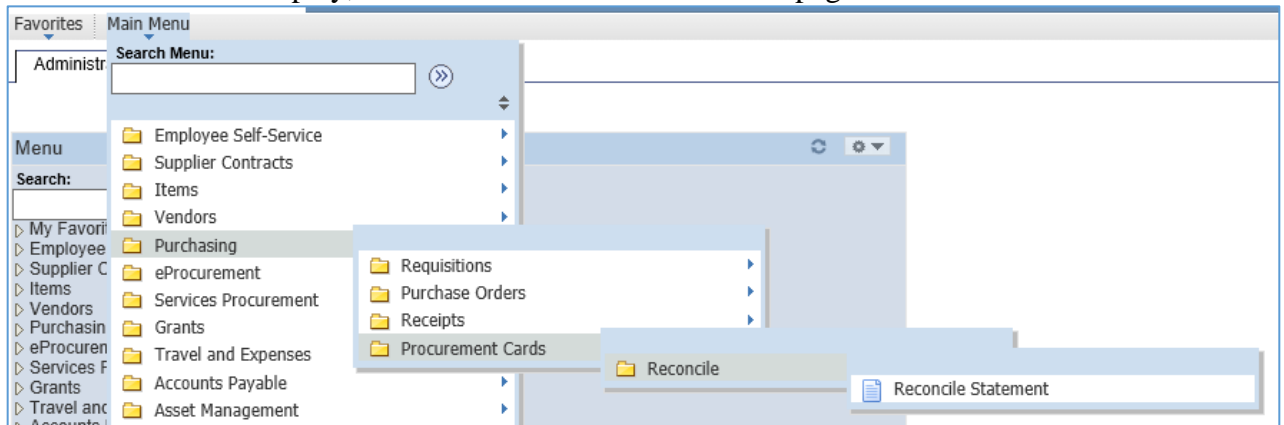 Favorites Main Menu
Search Menu:
Administr
Menu
Search:
My Favorit
Employee
Supplier C
Items
Vendors
Purchasin
eProcuren
Services F
Grants
Travel and
Employee Self-Service
Supplier Contracts
Items
Vendors
Purchasing
eProcurement
Services Procurement
Grants
Travel and Expenses
Accounts Payable
Asset Management
Requisitions
Purchase Orders
Receipts
Procurement Cards
Reconcile
Reconcile Statement